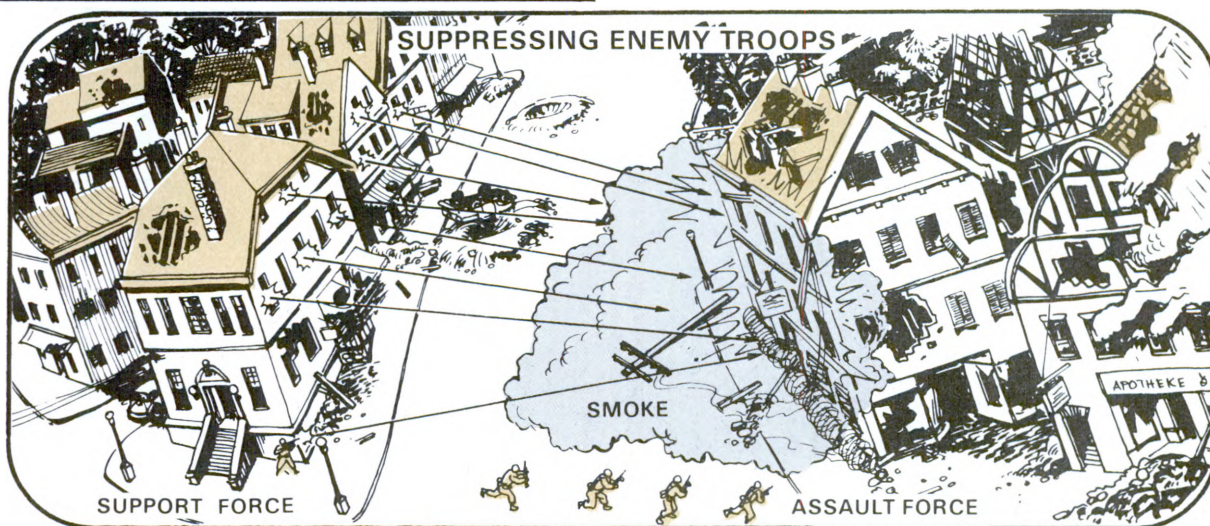 SUPPRESSING ENEMY TROOPS
SMOKE
APOTHEKE
SUPPORT FORCE
ASSAULT FORCE